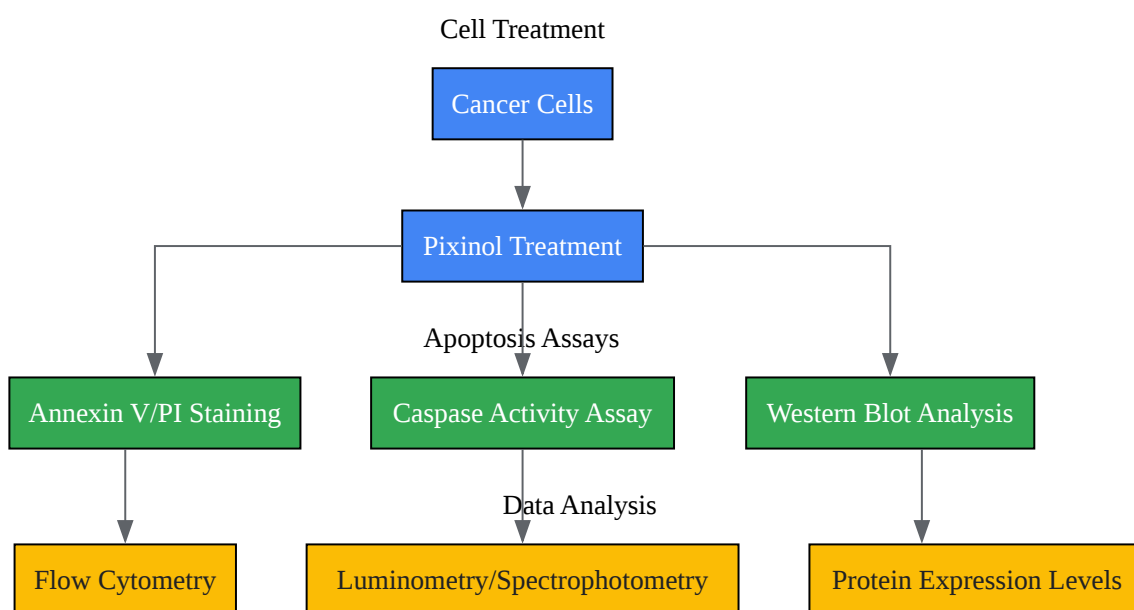 Cell Treatment
Cancer Cells
Pixinol Treatment
Apoptosis Assays
Annexin V/PI Staining
Caspase Activity Assay
Western Blot Analysis
Data Analysis
Flow Cytometry
Luminometry/Spectrophotometry
Protein Expression Levels